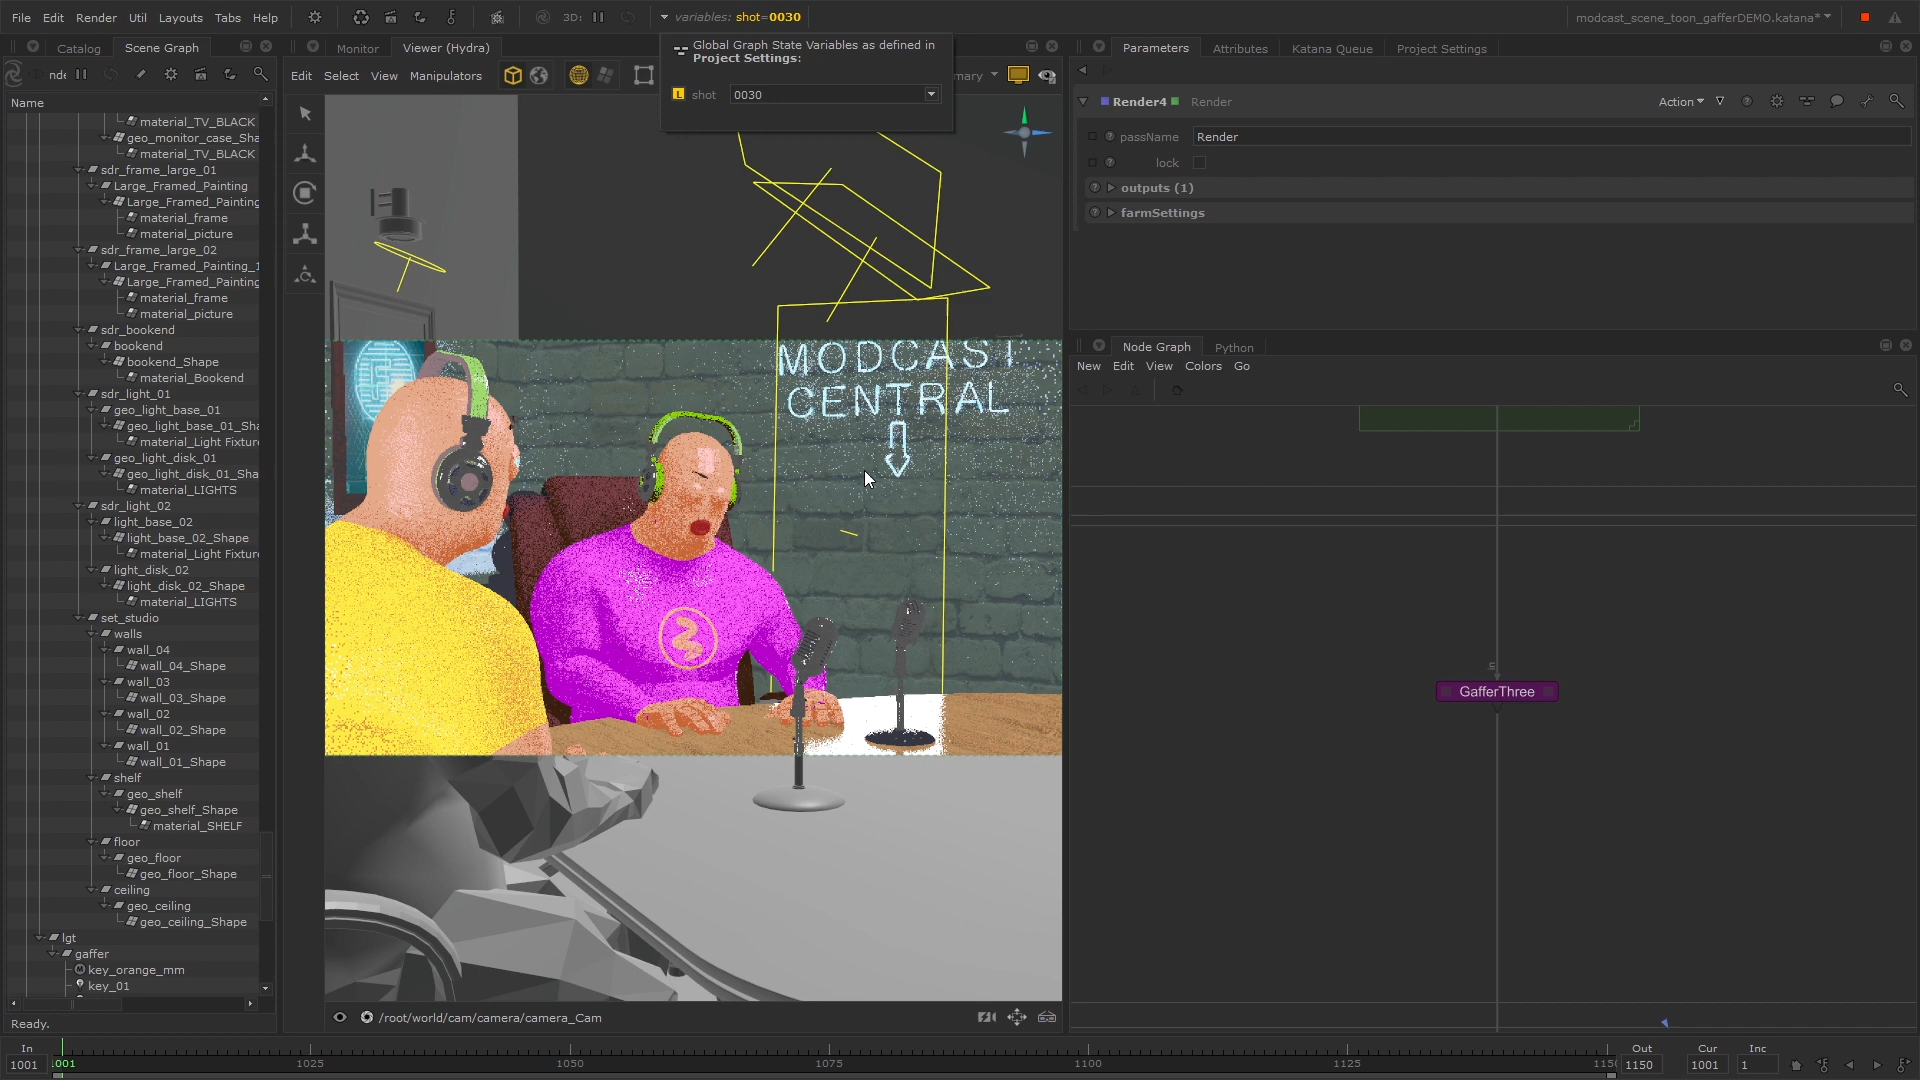 File Edit Render Util Layouts Tabs Help
3D:
variables: shot=0030
modcast_scene_toon_gafferDEMO.katana*
Catalog Scene Graph
Monitor Viewer (Hydra)
Global Graph State Variables as defined in
Project Settings:
shot 0030
Parameters Attributes Katana Queue Project Settings
Edit Select View Manipulators
mary
Name
material_TV_BLACK
geo_monitor_case_Sha
material_TV_BLACK
sdr_frame_large_01
Large_Framed_Painting
Large_Framed_Painting
material_frame
material_picture
sdr_frame_large_02
Large_Framed_Painting_1
Large_Framed_Painting
material_frame
material_picture
sdr_bookend
bookend
bookend_Shape
material_Bookend
sdr_light_01
geo_light_base_01
geo_light_base_01_Sha
material_Light Fixture
geo_light_disk_01
geo_light_disk_01_Sha
material_LIGHTS
sdr_light_02
light_base_02
light_base_02_Shape
material_Light Fixture
light_disk_02
light_disk_02_Shape
material_LIGHTS
set_studio
walls
wall_04
wall_04_Shape
wall_03
wall_03_Shape
wall_02
wall_02_Shape
wall_01
wall_01_Shape
shelf
geo_shelf
geo_shelf_Shape
material_SHELF
floor
geo_floor
geo_floor_Shape
ceiling
geo_ceiling
geo_ceiling_Shape
lgt
gaffer
key_orange_mm
key_01
Ready.
MODCAST
CENTRAL
/root/world/cam/camera/camera_Cam
Render4 Render Action
passName Render
lock
outputs (1)
farmSettings
Node Graph Python
New Edit View Colors Go
GafferThree
In
1001
1001 1025 1050 1075 1100 1125
Out
1150
Cur
1001
Inc
1